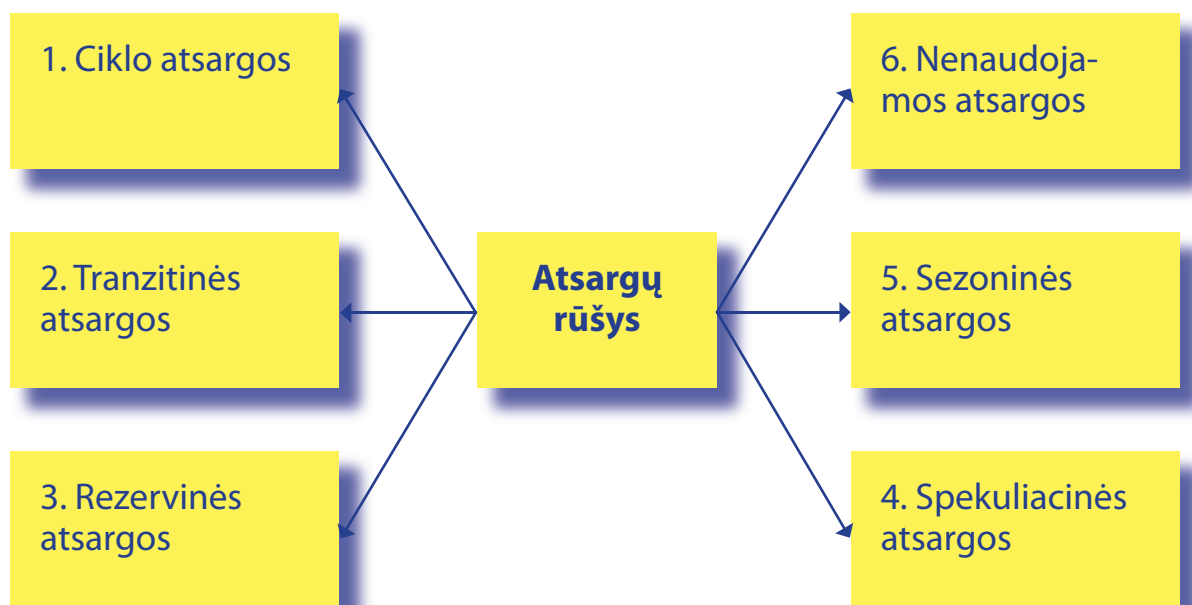 1. Ciklo atsargos
2. Tranzitinės
atsargos
3. Rezervinės
atsargos
Atsargų
rūšys
6. Nenaudoja-
mos atsargos
5. Sezoninės
atsargos
4. Spekuliacinės
atsargos